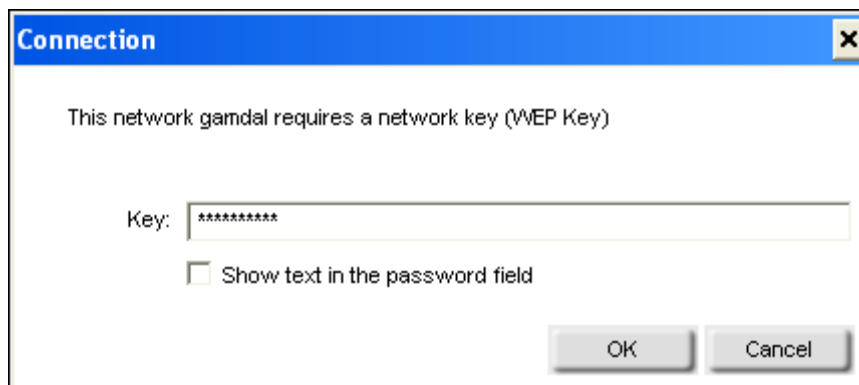 Connection
This network gamdal requires a network key (WEP Key)
Key: **********
Show text in the password field
OK Cancel